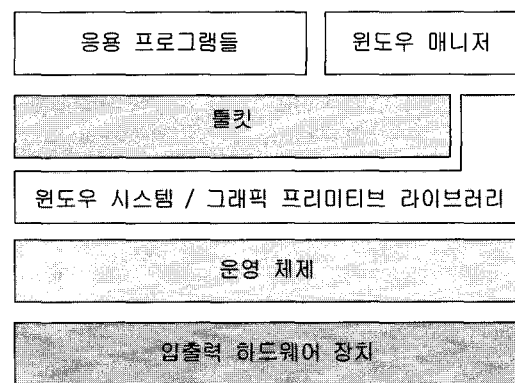 응용 프로그램들
윈도우 매니저
툴킷
윈도우 시스템 / 그래픽 프리미티브 라이브러리
운영 체제
입출력 하드웨어 장치